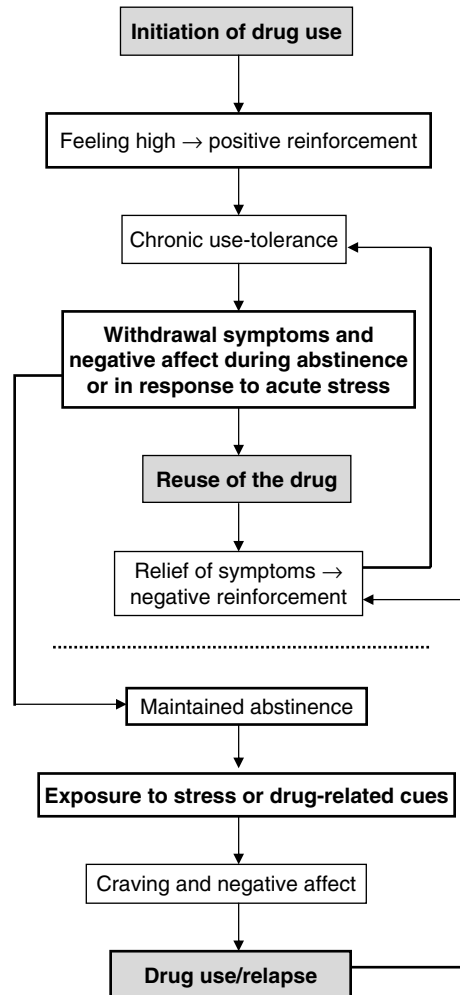 Initiation of drug use
Feeling high → positive reinforcement
Chronic use-tolerance
Withdrawal symptoms and
negative affect during abstinence
or in response to acute stress
Reuse of the drug
Relief of symptoms →
negative reinforcement
Maintained abstinence
Exposure to stress or drug-related cues
Craving and negative affect
Drug use/relapse